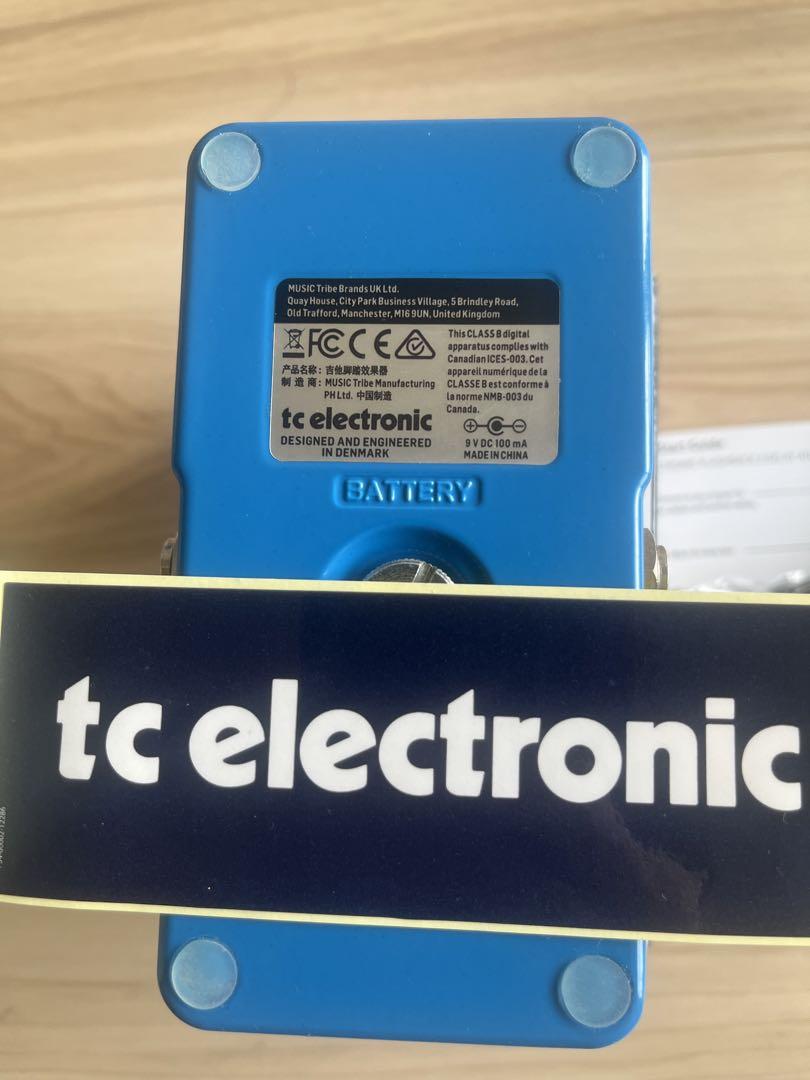 MUSIC Tribe Brands UK Ltd.
Quay House, City Park Business Village, 5 Brindley Road,
Old Trafford, Manchester, M16 9UN, United Kingdom
FC CE
产品名称：吉他脚踏效果器
制 造 商：MUSIC Tribe Manufacturing
PH Ltd. 中国制造
tc electronic
DESIGNED AND ENGINEERED
IN DENMARK
This CLASS B digital
apparatus complies with
Canadian ICES-003. Cet
appareil numérique de la
CLASSE B est conforme à
la norme NMB-003 du
Canada.
9 V DC 100 mA
MADE IN CHINA
BATTERY
tc electronic